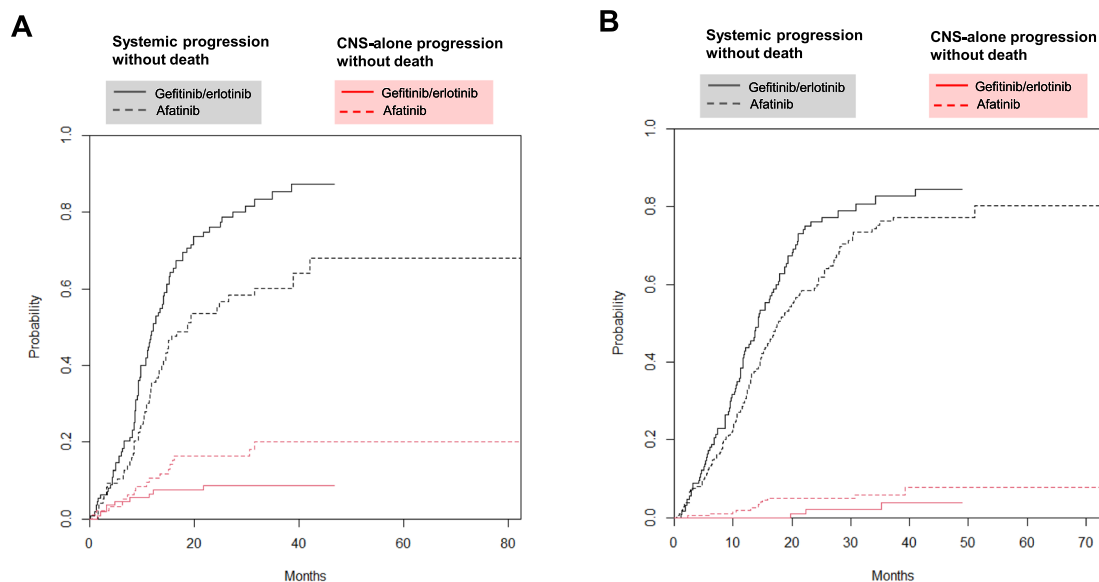 A
Systemic progression
without death
CNS-alone progression
without death
Gefitinib/erlotinib
Afatinib
Gefitinib/erlotinib
Afatinib
Probability
0.0
0.2
0.4
0.6
0.8
1.0
0
20
40
60
80
Months
B
Systemic progression
without death
CNS-alone progression
without death
Gefitinib/erlotinib
Afatinib
Gefitinib/erlotinib
Afatinib
Probability
0.0
0.2
0.4
0.6
0.8
1.0
0
10
20
30
40
50
60
70
Months